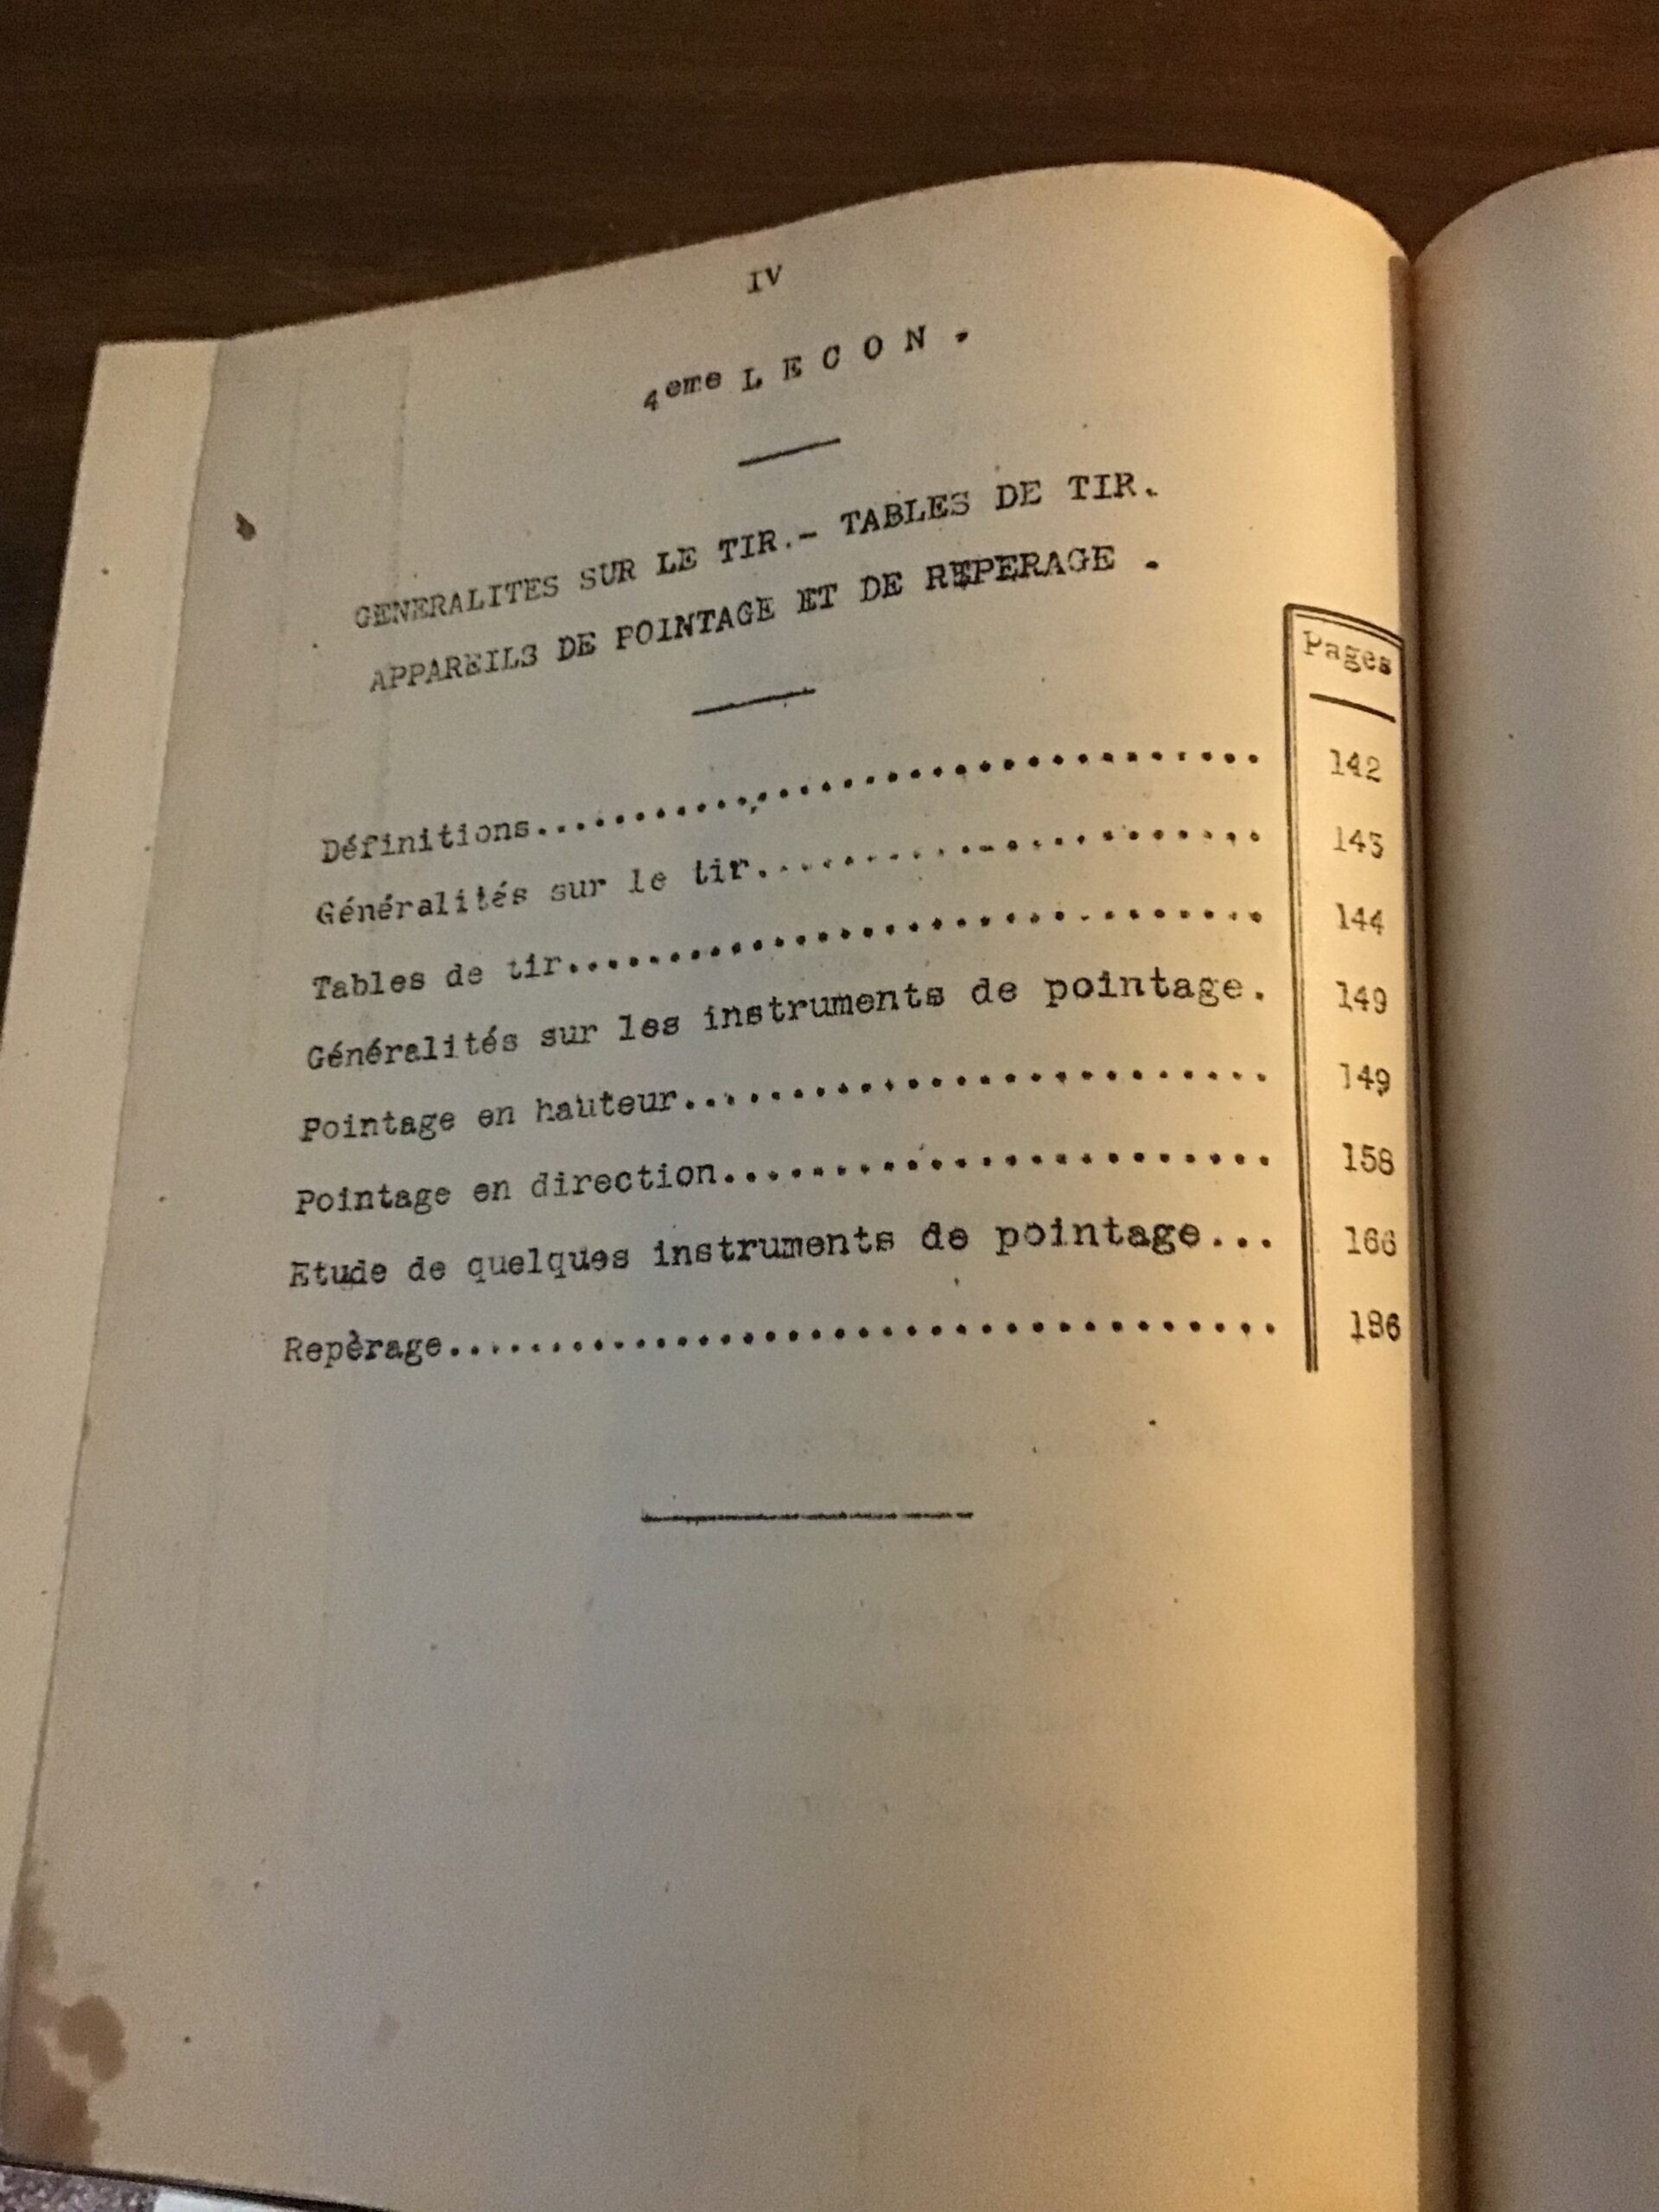 IV
4eme LECON.
GENERALITES SUR LE TIR.- TABLES DE TIR.
APPAREILS DE POINTAGE ET DE REPERAGE .
Pages
Définitions........................................ 142
Généralités sur le tir............................. 143
Tables de tir...................................... 144
Généralités sur les instruments de pointage. 149
Pointage en hauteur................................ 149
Pointage en direction.............................. 158
Etude de quelques instruments de pointage... 166
Repèrage........................................... 186